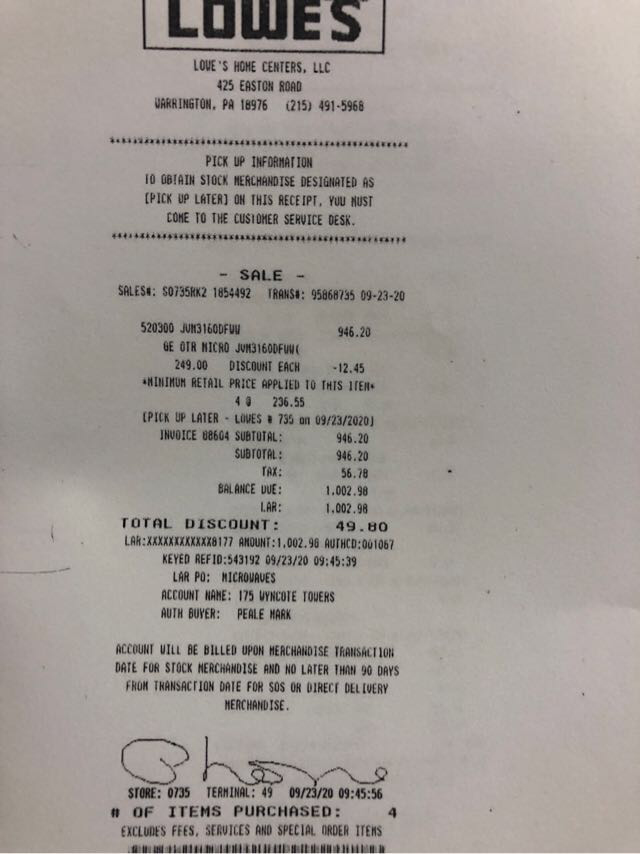 LOWE'S
LOWE'S HOME CENTERS, LLC
425 EASTON ROAD
WARRINGTON, PA 18976 (215) 491-5968
PICK UP INFORMATION
TO OBTAIN STOCK MERCHANDISE DESIGNATED AS
[PICK UP LATER] ON THIS RECEIPT, YOU MUST
COME TO THE CUSTOMER SERVICE DESK.
- SALE -
SALES#: S0735RK2 1854492 TRANS#: 95868735 09-23-20
520300 JVM3160DFWW 946.20
GE OTR MICRO JVM3160DFWW(
249.00 DISCOUNT EACH -12.45
*MINIMUM RETAIL PRICE APPLIED TO THIS ITEM*
4 @ 236.55
[PICK UP LATER - LOWES # 735 on 09/23/2020]
INVOICE 88604 SUBTOTAL: 946.20
SUBTOTAL: 946.20
TAX: 56.78
BALANCE DUE: 1,002.98
LAR: 1,002.98
TOTAL DISCOUNT: 49.80
LAR:XXXXXXXXXXXX8177 AMOUNT:1,002.98 AUTHCD:001067
KEYED REFID:543192 09/23/20 09:45:39
LAR PO: MICROWAVES
ACCOUNT NAME: 175 WYNCOTE TOWERS
AUTH BUYER: PEALE MARK
ACCOUNT WILL BE BILLED UPON MERCHANDISE TRANSACTION
DATE FOR STOCK MERCHANDISE AND NO LATER THAN 90 DAYS
FROM TRANSACTION DATE FOR SOS OR DIRECT DELIVERY
MERCHANDISE.
STORE: 0735 TERMINAL: 49 09/23/20 09:45:56
# OF ITEMS PURCHASED: 4
EXCLUDES FEES, SERVICES AND SPECIAL ORDER ITEMS